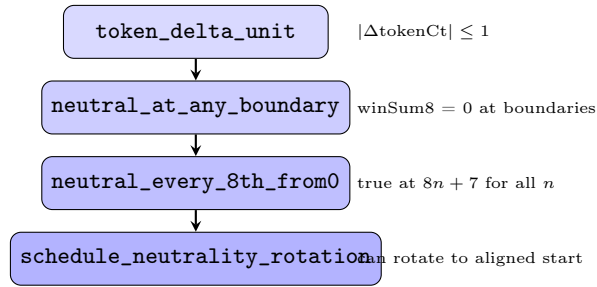 token_delta_unit |ΔtokenCt| ≤ 1
neutral_at_any_boundary winSum8 = 0 at boundaries
neutral_every_8th_from0 true at 8n + 7 for all n
schedule_neutrality_rotation can rotate to aligned start